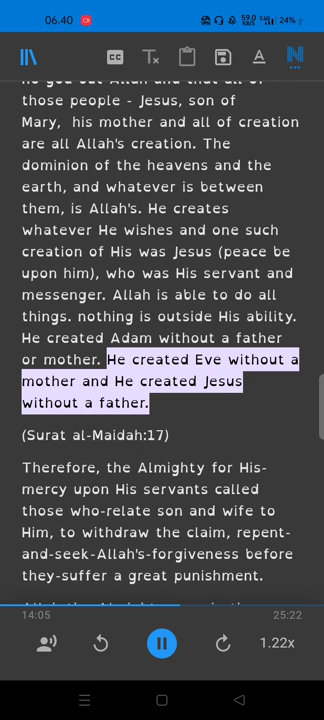 06.40 59.0 KB/s 24%
CC
those people - Jesus, son of
Mary, his mother and all of creation
are all Allah's creation. The
dominion of the heavens and the
earth, and whatever is between
them, is Allah's. He creates
whatever He wishes and one such
creation of His was Jesus (peace be
upon him), who was His servant and
messenger. Allah is able to do all
things. nothing is outside His ability.
He created Adam without a father
or mother. He created Eve without a
mother and He created Jesus
without a father.
(Surat al-Maidah:17)
Therefore, the Almighty for His-
mercy upon His servants called
those who-relate son and wife to
Him, to withdraw the claim, repent-
and-seek-Allah's-forgiveness before
they-suffer a great punishment.
14:05 25:22
1.22x